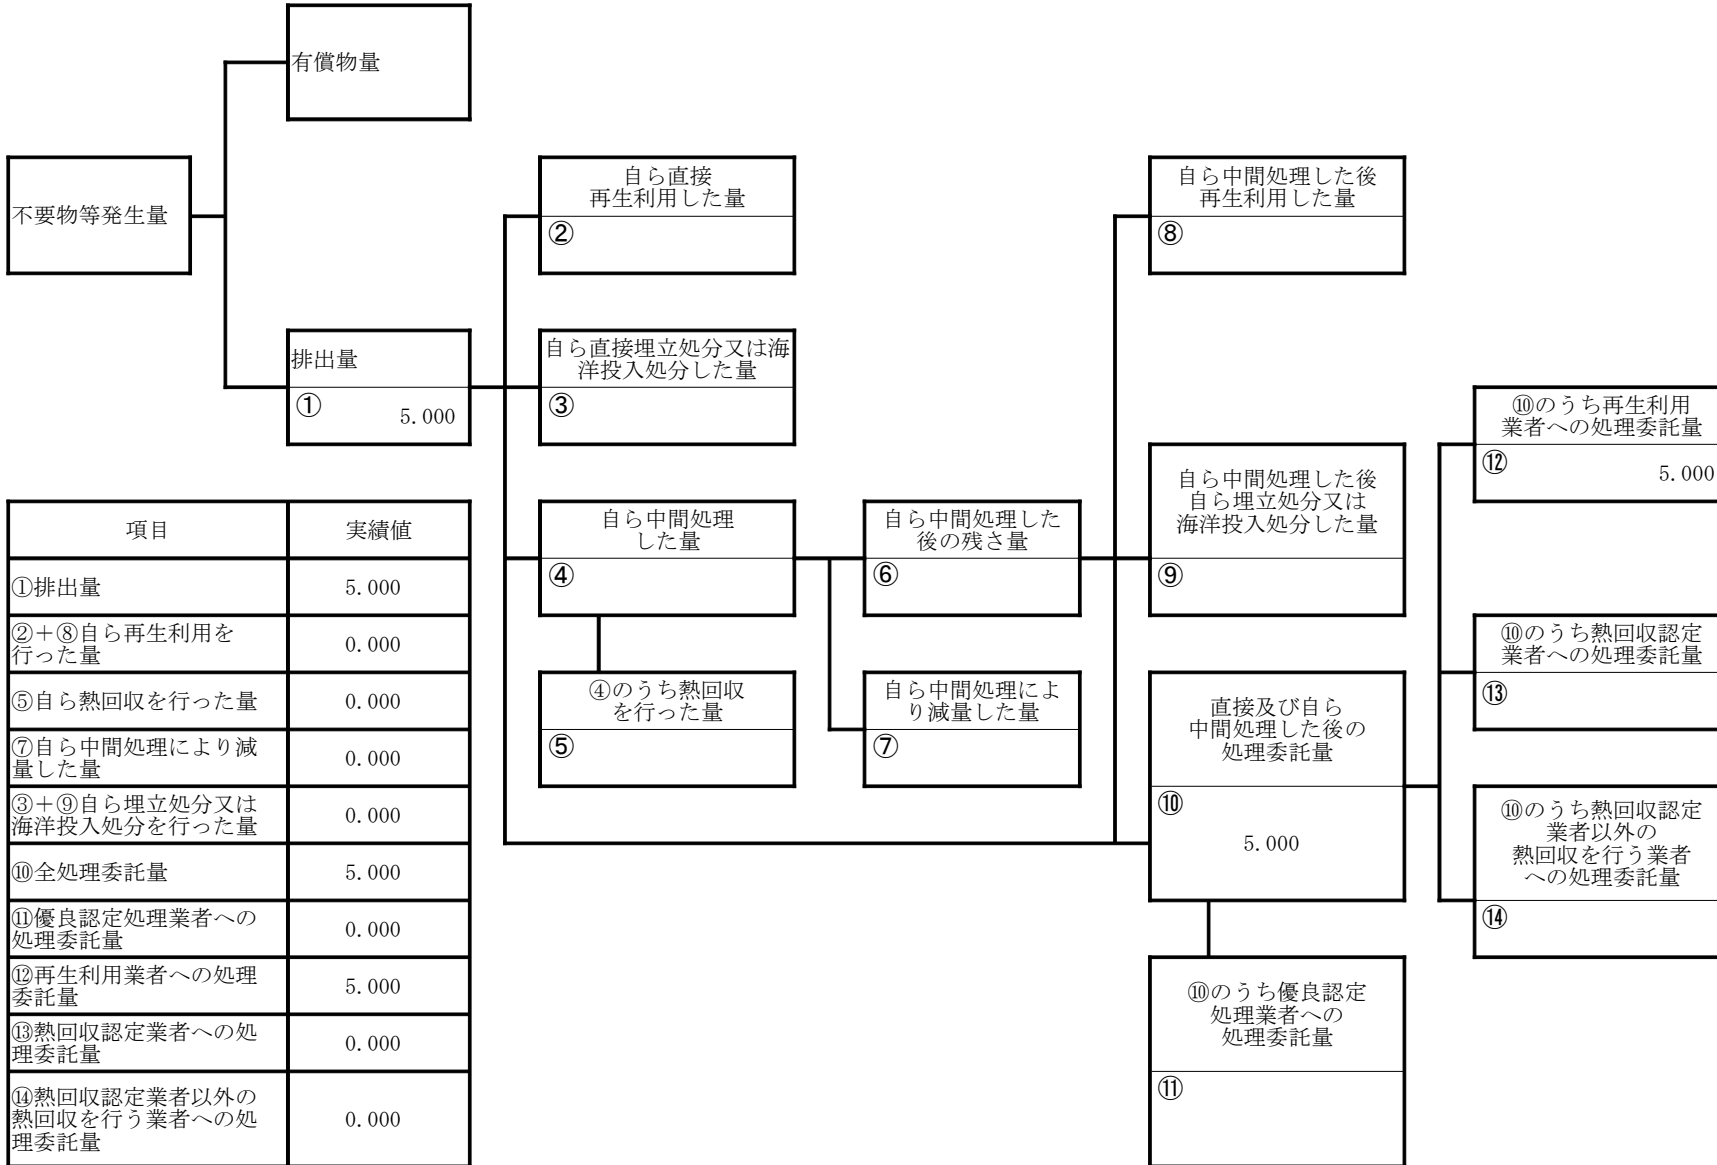 有償物量
不要物等発生量
自ら直接
再生利用した量
②
自ら中間処理した後
再生利用した量
⑧
排出量
① 5.000
自ら直接埋立処分又は海
洋投入処分した量
③
⑩のうち再生利用
業者への処理委託量
⑫ 5.000
自ら中間処理
した量
④
自ら中間処理した
後の残さ量
⑥
自ら中間処理した後
自ら埋立処分又は
海洋投入処分した量
⑨
⑩のうち熱回収認定
業者への処理委託量
⑬
④のうち熱回収
を行った量
⑤
自ら中間処理によ
り減量した量
⑦
直接及び自ら
中間処理した後の
処理委託量
⑩
5.000
⑩のうち熱回収認定
業者以外の
熱回収を行う業者
への処理委託量
⑭
⑩のうち優良認定
処理業者への
処理委託量
⑪
項目 実績値
①排出量 5.000
②+⑧自ら再生利用を
行った量 0.000
⑤自ら熱回収を行った量 0.000
⑦自ら中間処理により減
量した量 0.000
③+⑨自ら埋立処分又は
海洋投入処分を行った量 0.000
⑩全処理委託量 5.000
⑪優良認定処理業者への
処理委託量 0.000
⑫再生利用業者への処理
委託量 5.000
⑬熱回収認定業者への処
理委託量 0.000
⑭熱回収認定業者以外の
熱回収を行う業者への処
理委託量 0.000